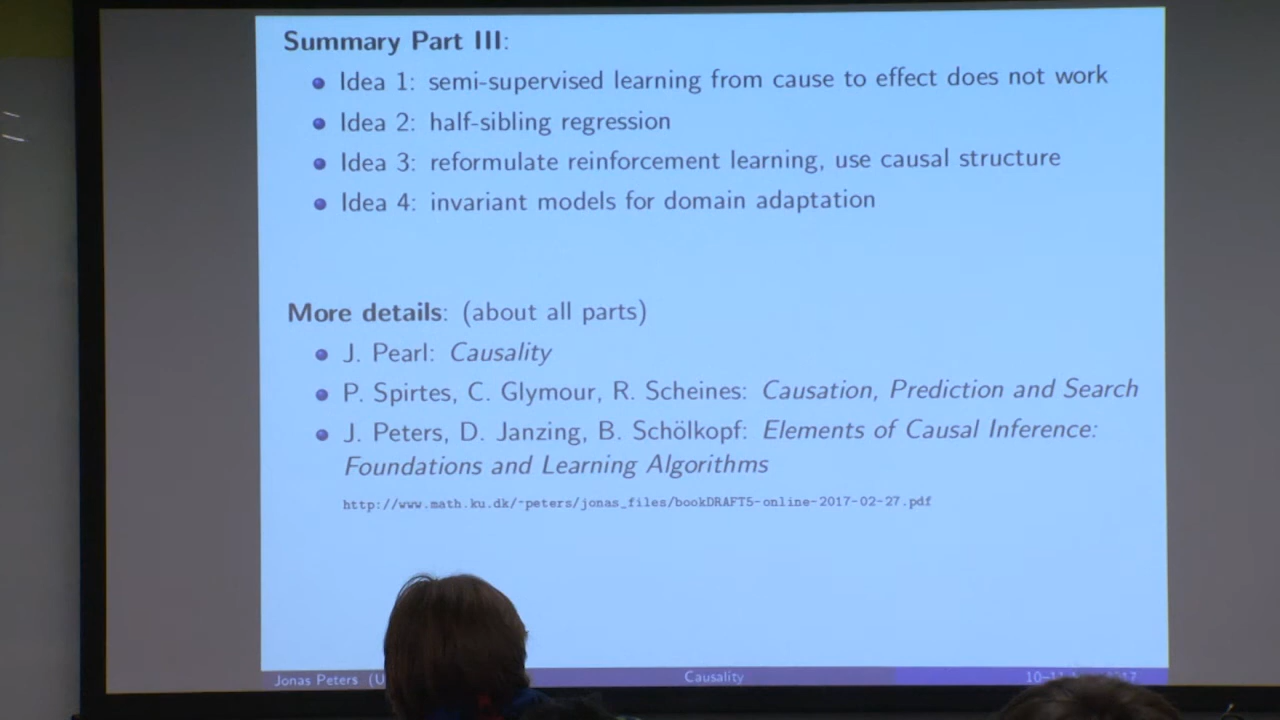 Summary Part III:
Idea 1: semi-supervised learning from cause to effect does not work
Idea 2: half-sibling regression
Idea 3: reformulate reinforcement learning, use causal structure
Idea 4: invariant models for domain adaptation
More details: (about all parts)
J. Pearl: Causality
P. Spirtes, C. Glymour, R. Scheines: Causation, Prediction and Search
J. Peters, D. Janzing, B. Schölkopf: Elements of Causal Inference:
Foundations and Learning Algorithms
http://www.math.ku.dk/~peters/jonas_files/bookDRAFT5-online-2017-02-27.pdf
Jonas Peters (U
Causality